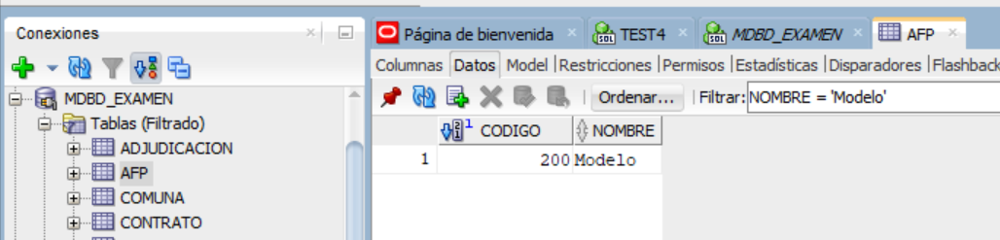 Conexiones
MDBD_EXAMEN
Tablas (Filtrado)
ADJUDICACION
AFP
COMUNA
CONTRATO
Página de bienvenida TEST4 MDBD_EXAMEN AFP
Columnas Datos Model |Restricciones |Permisos |Estadísticas |Disparadores |Flashback
Ordenar... | Filtrar: NOMBRE = 'Modelo'
1 CODIGO NOMBRE
1 200 Modelo